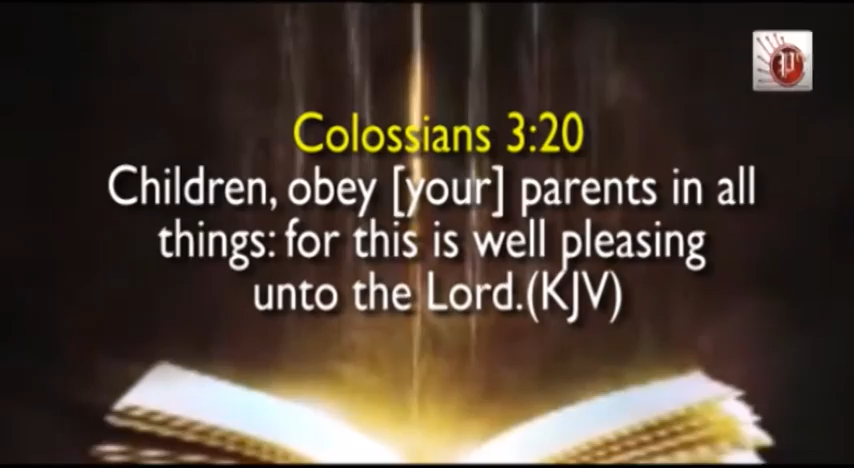 Colossians 3:20
Children, obey [your] parents in all
things: for this is well pleasing
unto the Lord.(KJV)
P